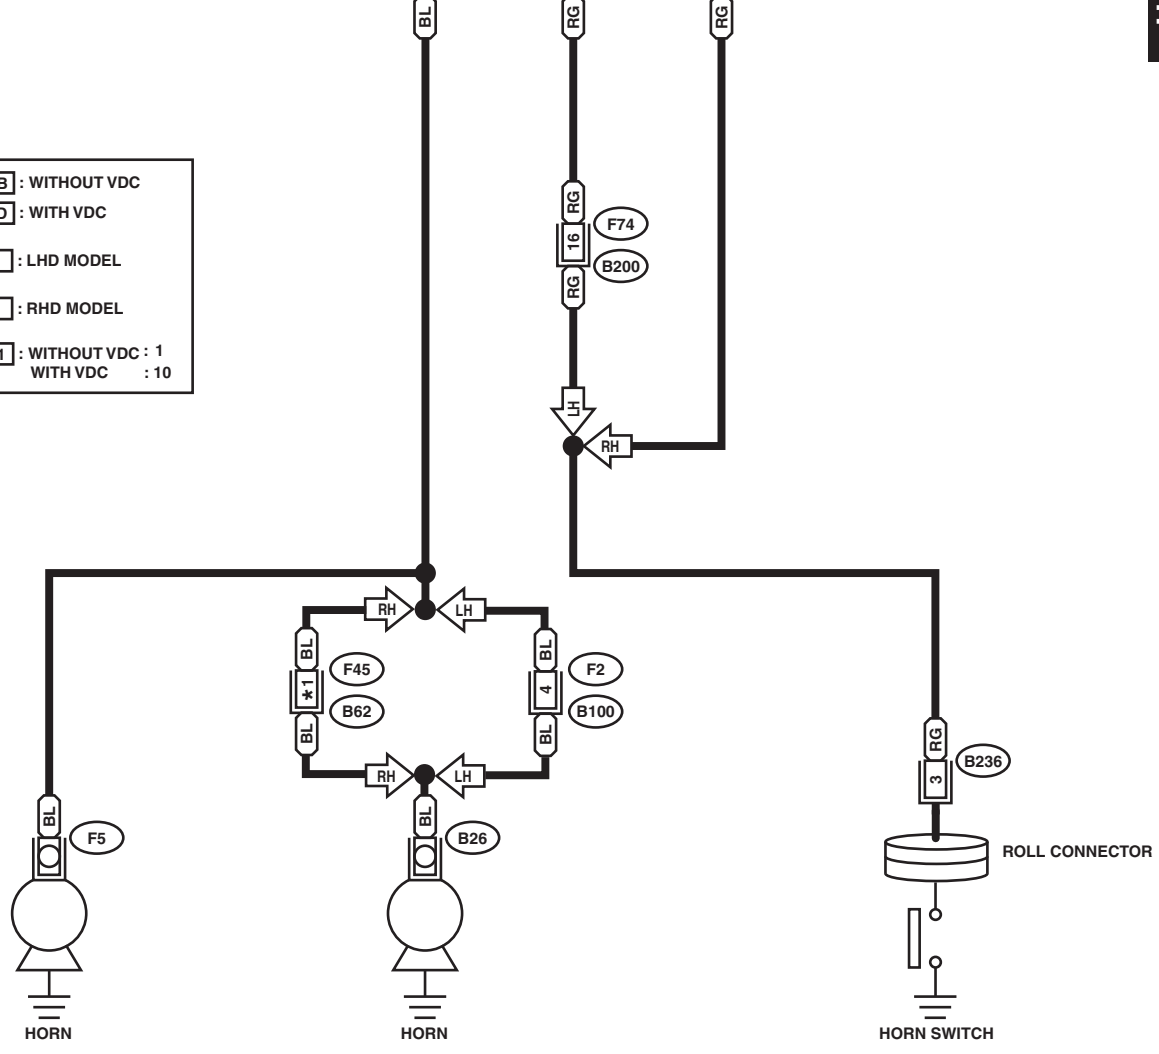 BL
RG
RG
: WITHOUT VDC
: WITH VDC
: LHD MODEL
: RHD MODEL
: WITHOUT VDC : 1
WITH VDC : 10
RG
16
RG
F74
B200
LH
RH
RH
LH
BL
*1
BL
F45
B62
BL
4
BL
F2
B100
RH
LH
RG
3
B236
BL
F5
BL
B26
ROLL CONNECTOR
HORN
HORN
HORN SWITCH